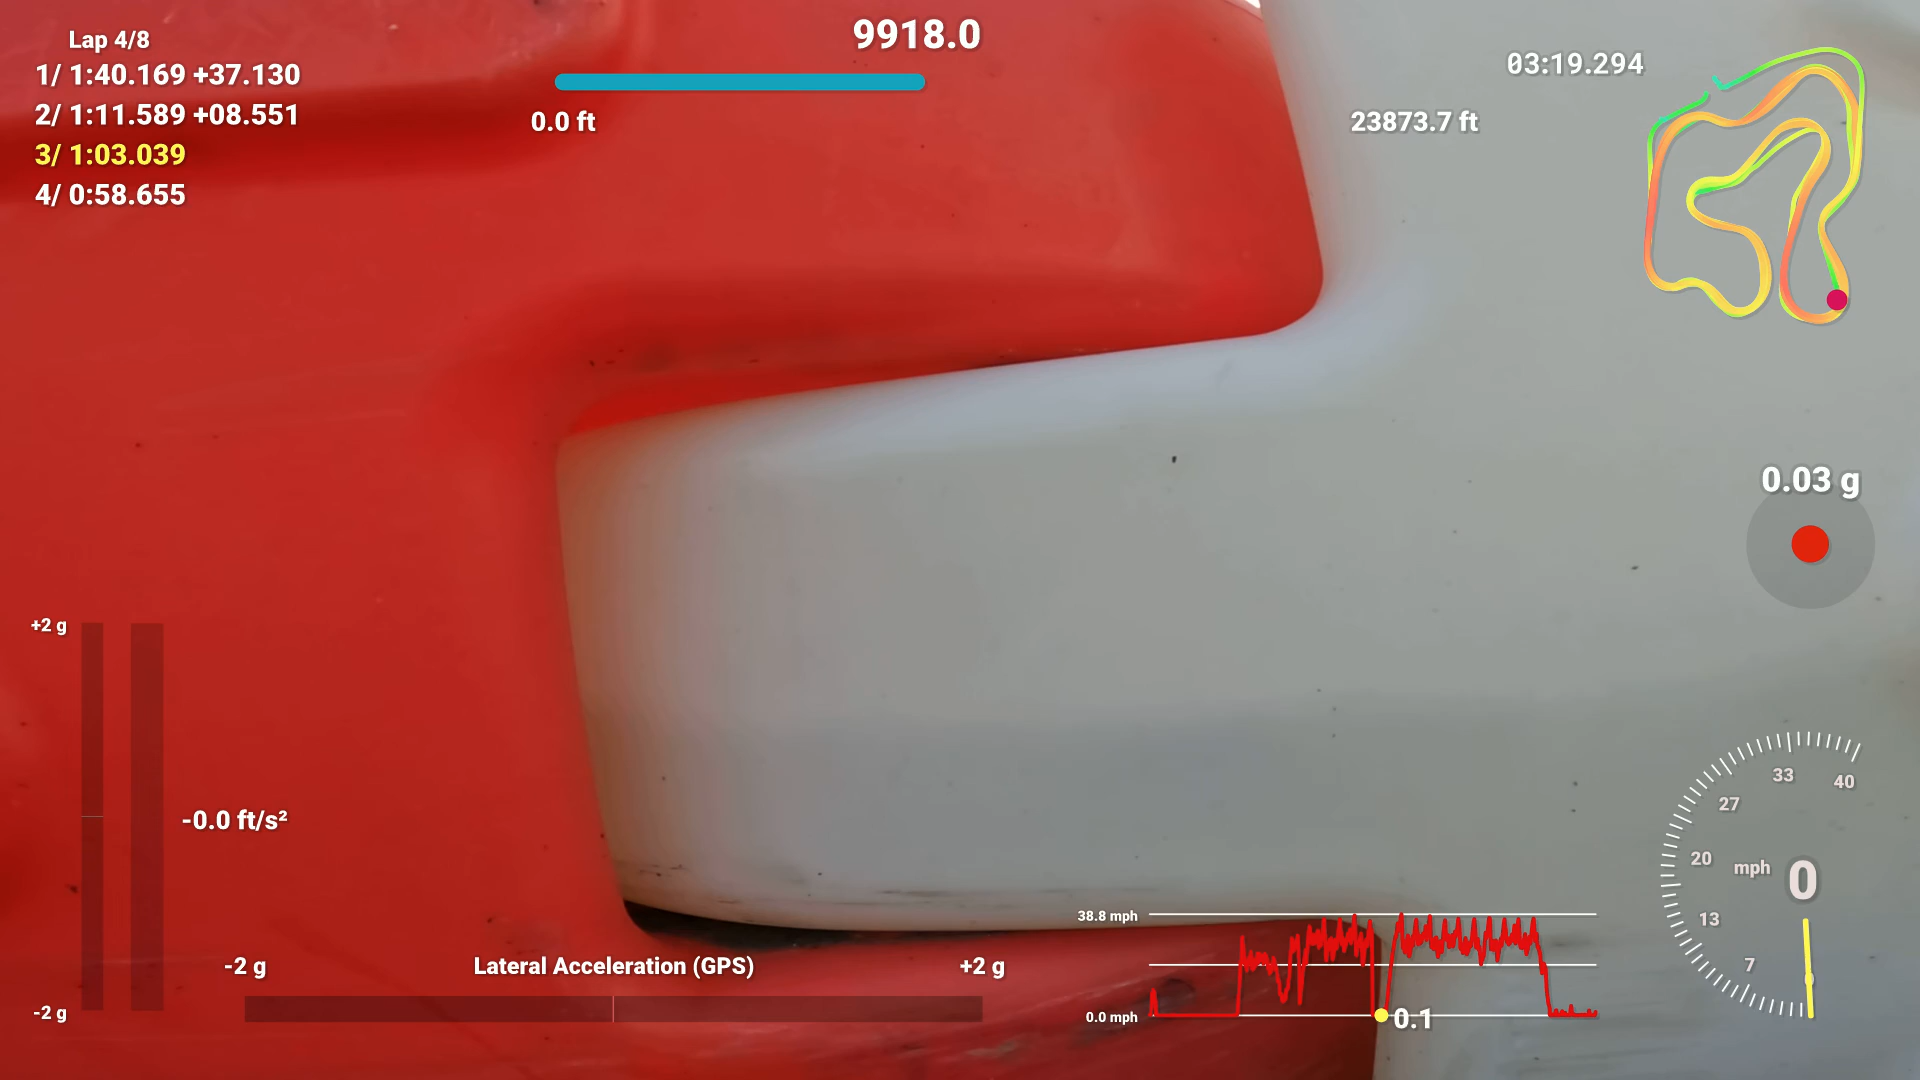 Lap 4/8
1/ 1:40.169 +37.130
2/ 1:11.589 +08.551
3/ 1:03.039
4/ 0:58.655
9918.0
0.0 ft
23873.7 ft
03:19.294
0.03 g
+2 g
-0.0 ft/s²
-2 g
-2 g
Lateral Acceleration (GPS)
+2 g
38.8 mph
0.0 mph
0.1
40
33
27
20
13
7
mph
0